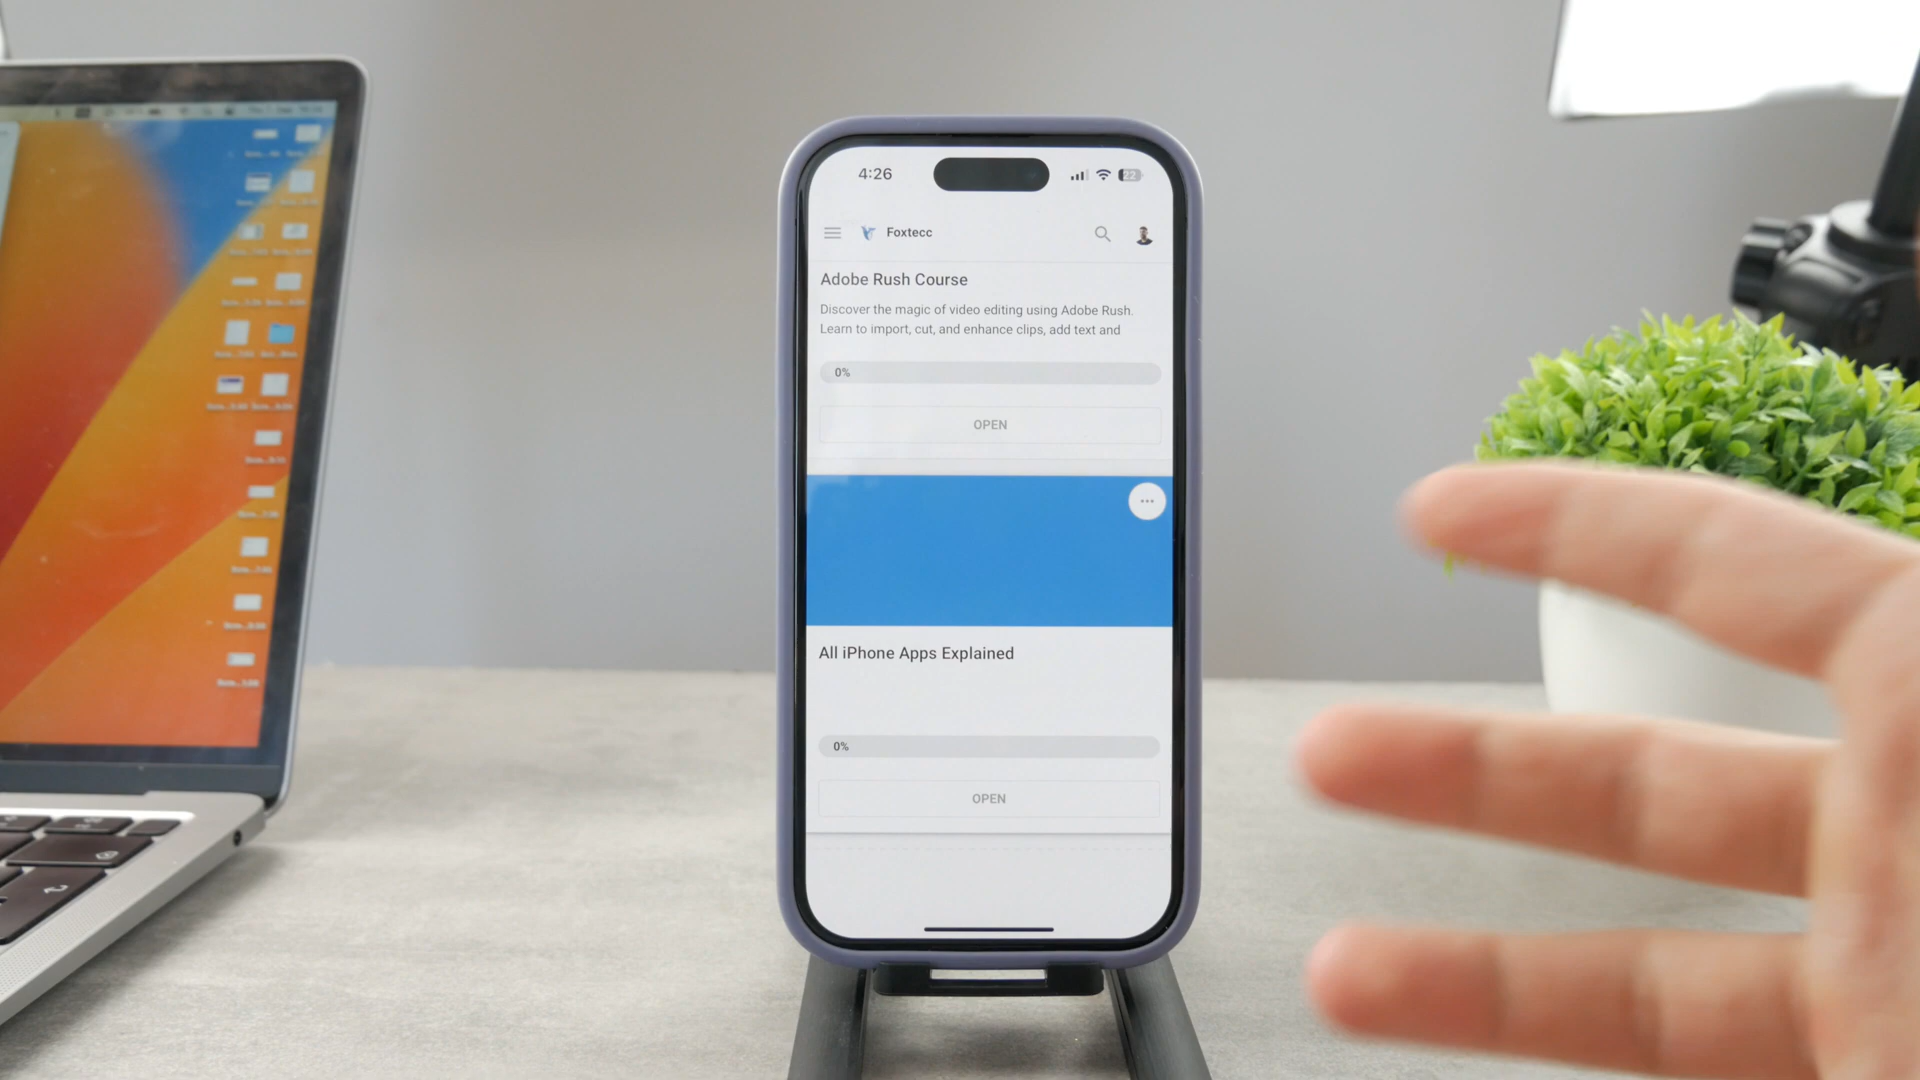 4:26
22
Foxtecc
Adobe Rush Course
Discover the magic of video editing using Adobe Rush.
Learn to import, cut, and enhance clips, add text and
0%
OPEN
All iPhone Apps Explained
0%
OPEN